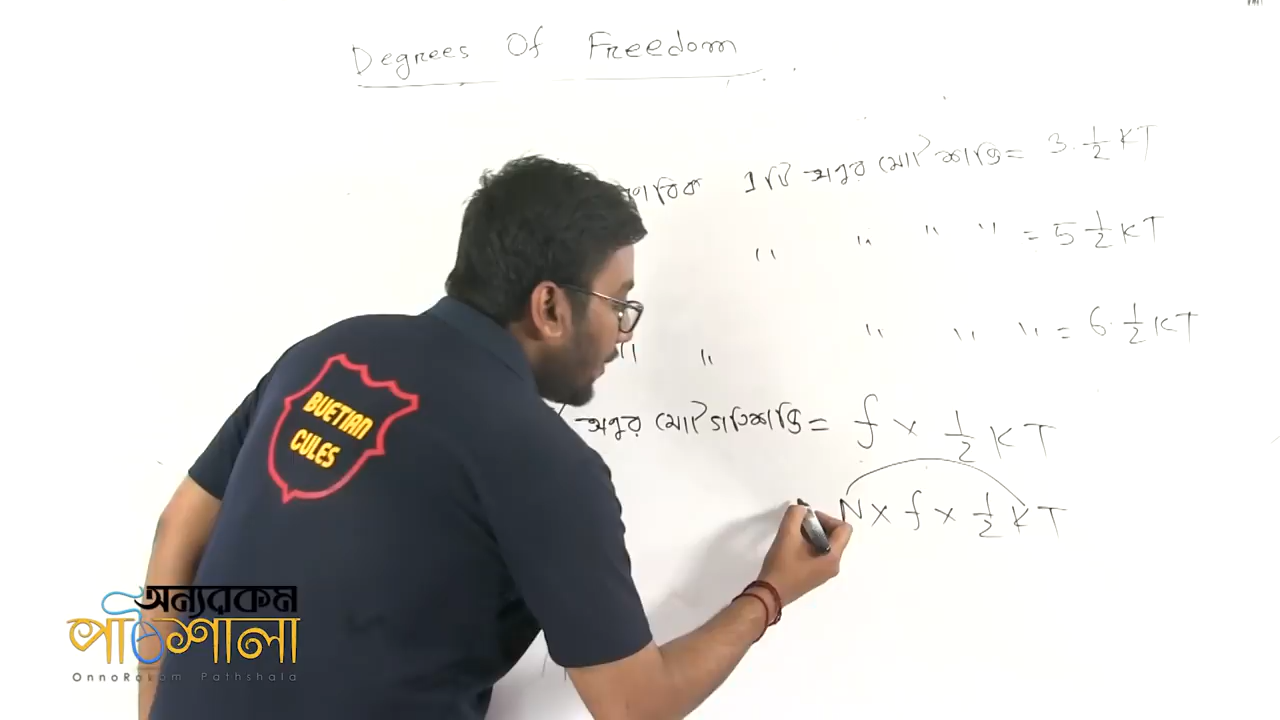 Degrees Of Freedom
1টি অণুর মোট শক্তি = 3. 1/2 KT
" " " " = 5 1/2 KT
" " " " " = 6. 1/2 KT
অণুর মোট গতিশক্তি = f × 1/2 KT
N × f × 1/2 KT
BUETIAN
CULES
অন্যরকম
পাঠশালা
OnnoRokom Pathshala